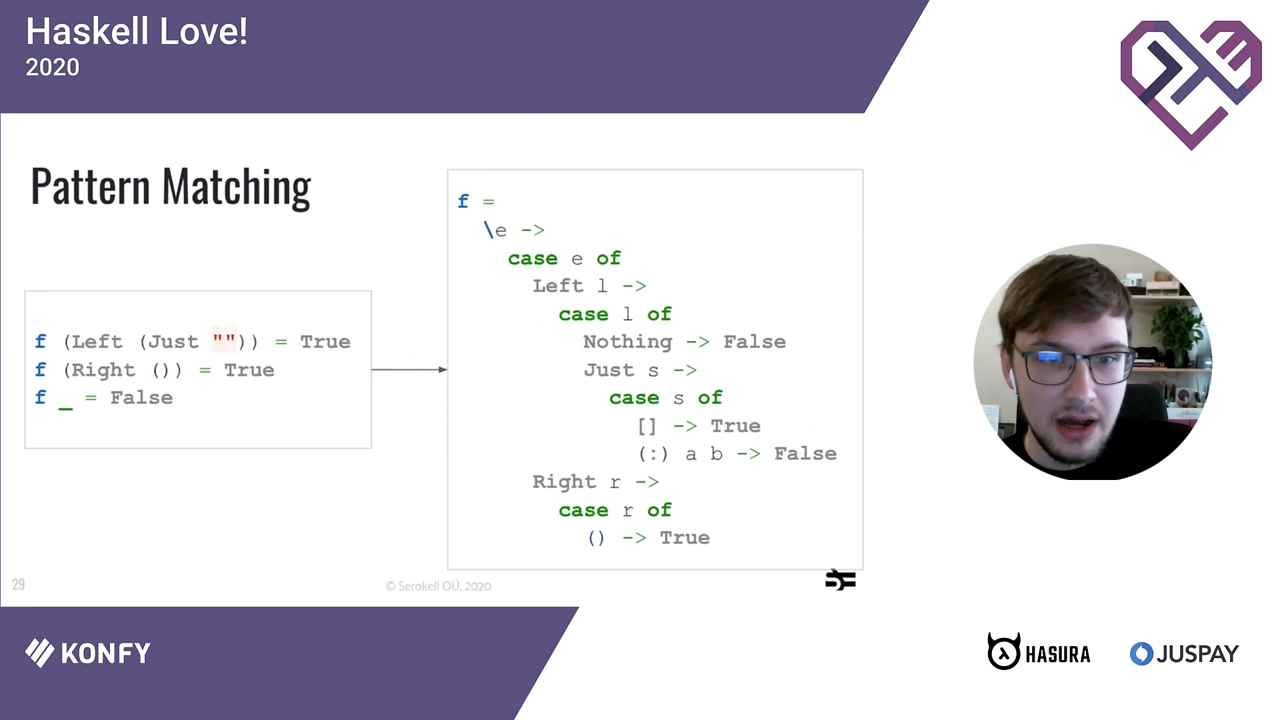 Haskell Love!
2020
Pattern Matching
f (Left (Just "")) = True
f (Right ()) = True
f _ = False
f =
\e ->
case e of
Left l ->
case l of
Nothing -> False
Just s ->
case s of
[] -> True
(:) a b -> False
Right r ->
case r of
() -> True
29
© Serokell OÜ, 2020
KONFY
HASURA
JUSPAY